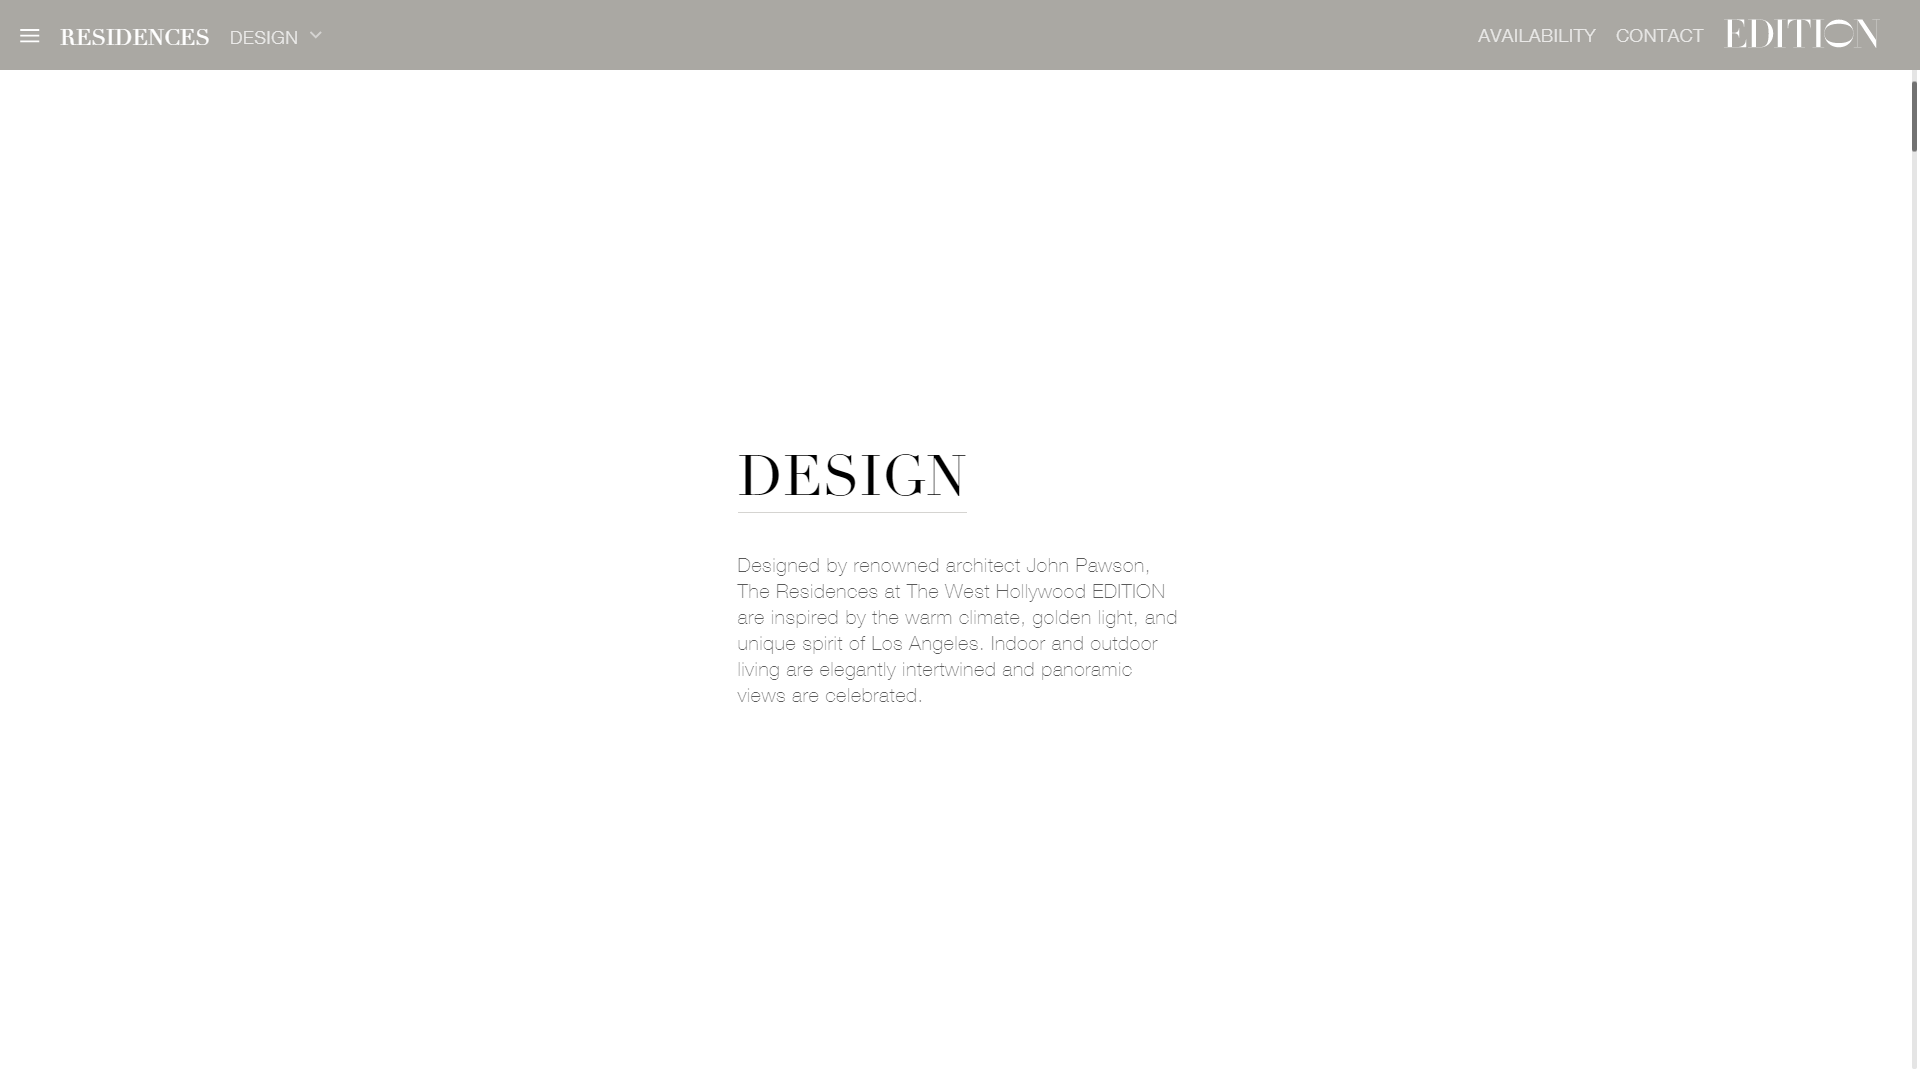 RESIDENCES DESIGN AVAILABILITY CONTACT EDITION
DESIGN
Designed by renowned architect John Pawson,
The Residences at The West Hollywood EDITION
are inspired by the warm climate, golden light, and
unique spirit of Los Angeles. Indoor and outdoor
living are elegantly intertwined and panoramic
views are celebrated.